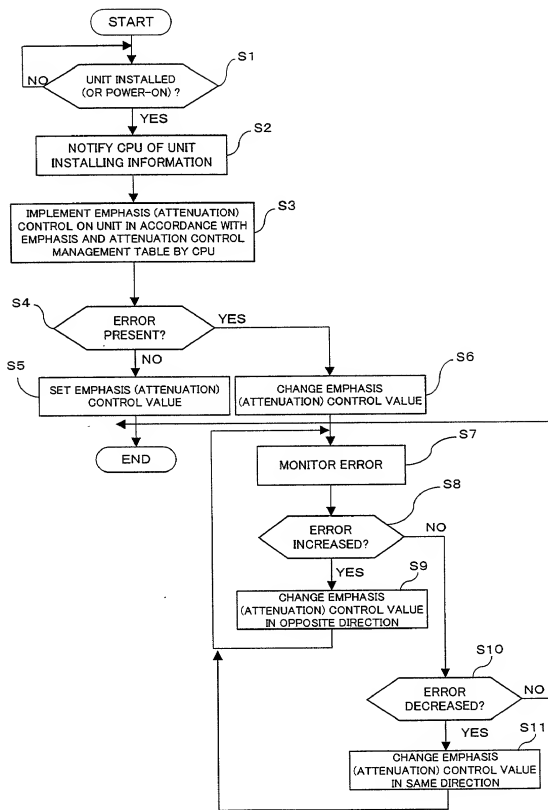 START
S1
UNIT INSTALLED
(OR POWER-ON) ?
NO
YES
S2
NOTIFY CPU OF UNIT
INSTALLING INFORMATION
S3
IMPLEMENT EMPHASIS (ATTENUATION)
CONTROL ON UNIT IN ACCORDANCE WITH
EMPHASIS AND ATTENUATION CONTROL
MANAGEMENT TABLE BY CPU
S4
ERROR
PRESENT?
YES
NO
S5
SET EMPHASIS (ATTENUATION)
CONTROL VALUE
S6
CHANGE EMPHASIS
(ATTENUATION) CONTROL VALUE
END
S7
MONITOR ERROR
S8
ERROR
INCREASED?
NO
YES
S9
CHANGE EMPHASIS
(ATTENUATION) CONTROL VALUE
IN OPPOSITE DIRECTION
S10
ERROR
DECREASED?
NO
YES
S11
CHANGE EMPHASIS
(ATTENUATION) CONTROL VALUE
IN SAME DIRECTION